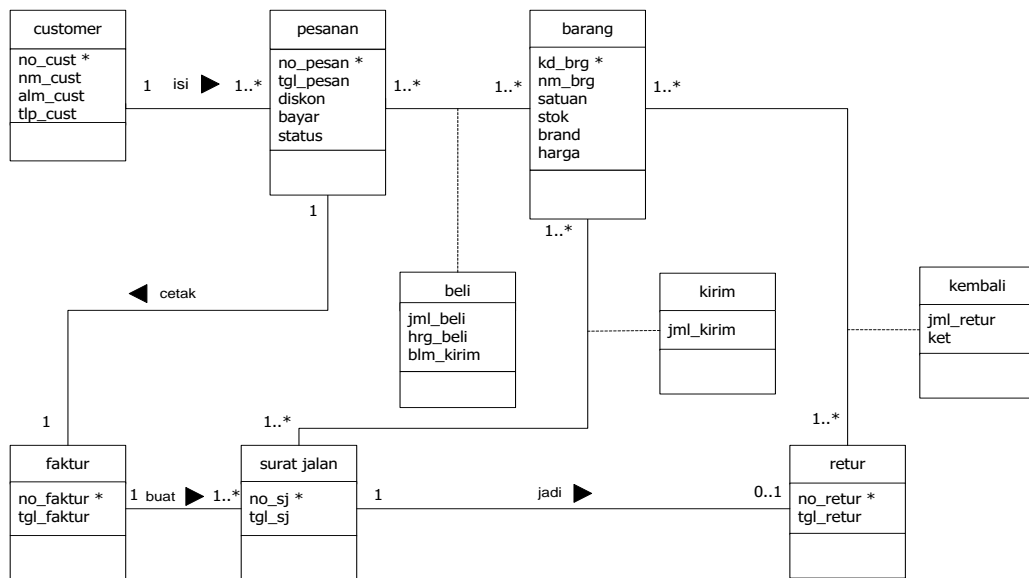 customer
no_cust *
nm_cust
alm_cust
tlp_cust
1
isi
1..*
pesanan
no_pesan *
tgl_pesan
diskon
bayar
status
1..*
1..*
barang
kd_brg *
nm_brg
satuan
stok
brand
harga
1..*
1
1..*
cetak
beli
jml_beli
hrg_beli
blm_kirim
kirim
jml_kirim
kembali
jml_retur
ket
1
1..*
1..*
faktur
no_faktur *
tgl_faktur
1
buat
1..*
surat jalan
no_sj *
tgl_sj
1
jadi
0..1
retur
no_retur *
tgl_retur